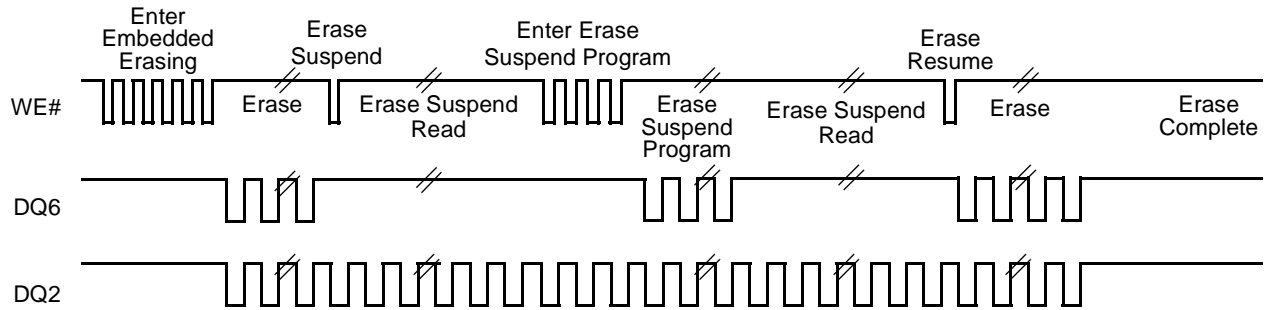 Enter
Embedded
Erasing
Erase
Suspend
Enter Erase
Suspend Program
Erase
Resume
WE#
Erase
Erase Suspend
Read
Erase
Suspend
Program
Erase Suspend
Read
Erase
Erase
Complete
DQ6
DQ2